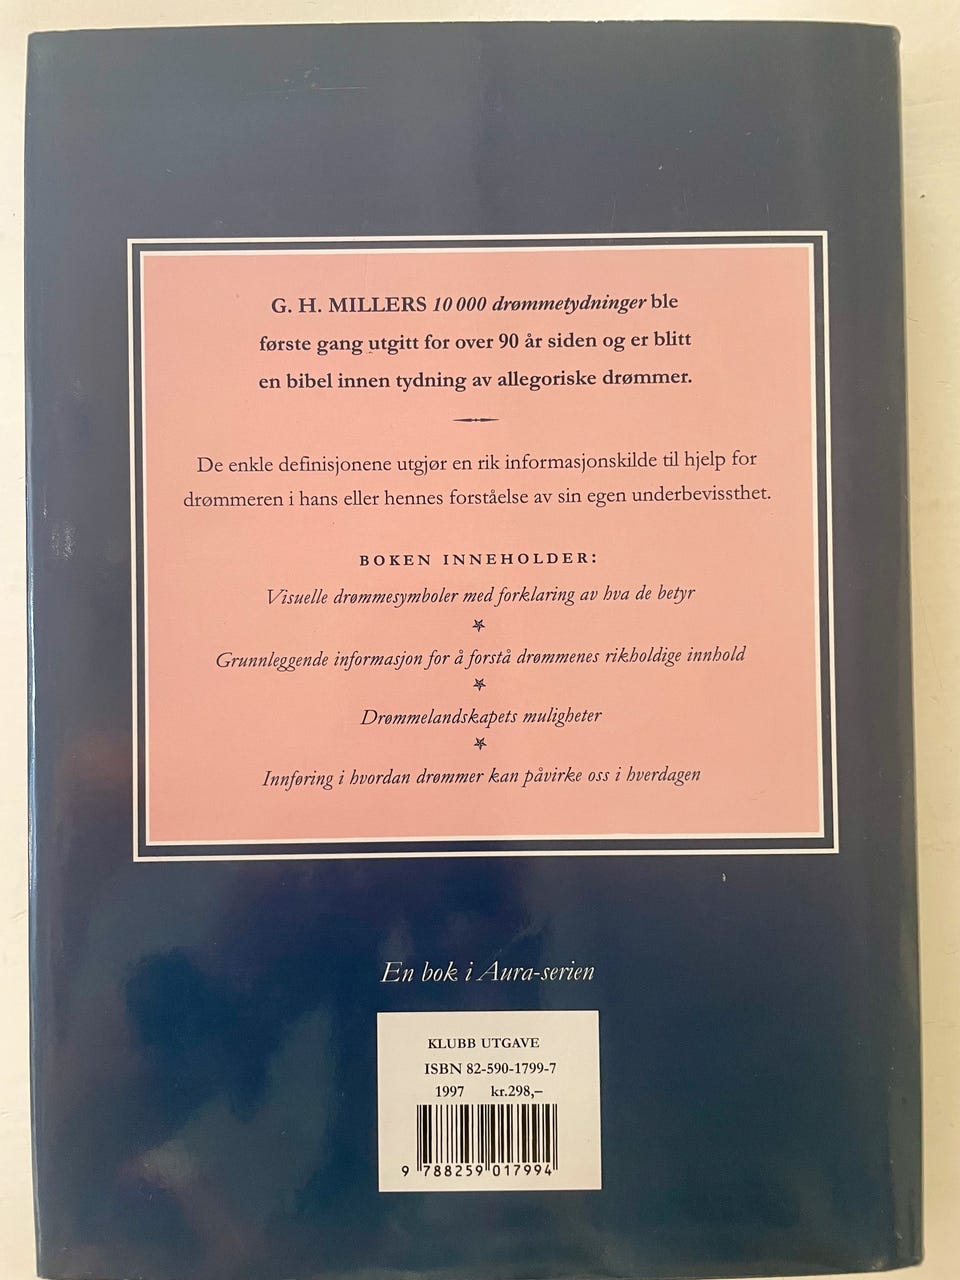 G. H. MILLERS 10 000 drømmetydninger ble
første gang utgitt for over 90 år siden og er blitt
en bibel innen tydning av allegoriske drømmer.
De enkle definisjonene utgjør en rik informasjonskilde til hjelp for
drømmeren i hans eller hennes forståelse av sin egen underbevissthet.
BOKEN INNEHOLDER:
Visuelle drømmesymboler med forklaring av hva de betyr
Grunnleggende informasjon for å forstå drømmenes rikholdige innhold
Drømmelandskapets muligheter
Innføring i hvordan drømmer kan påvirke oss i hverdagen
En bok i Aura-serien
KLUBB UTGAVE
ISBN 82-590-1799-7
1997 kr.298,–
9 788259 017994